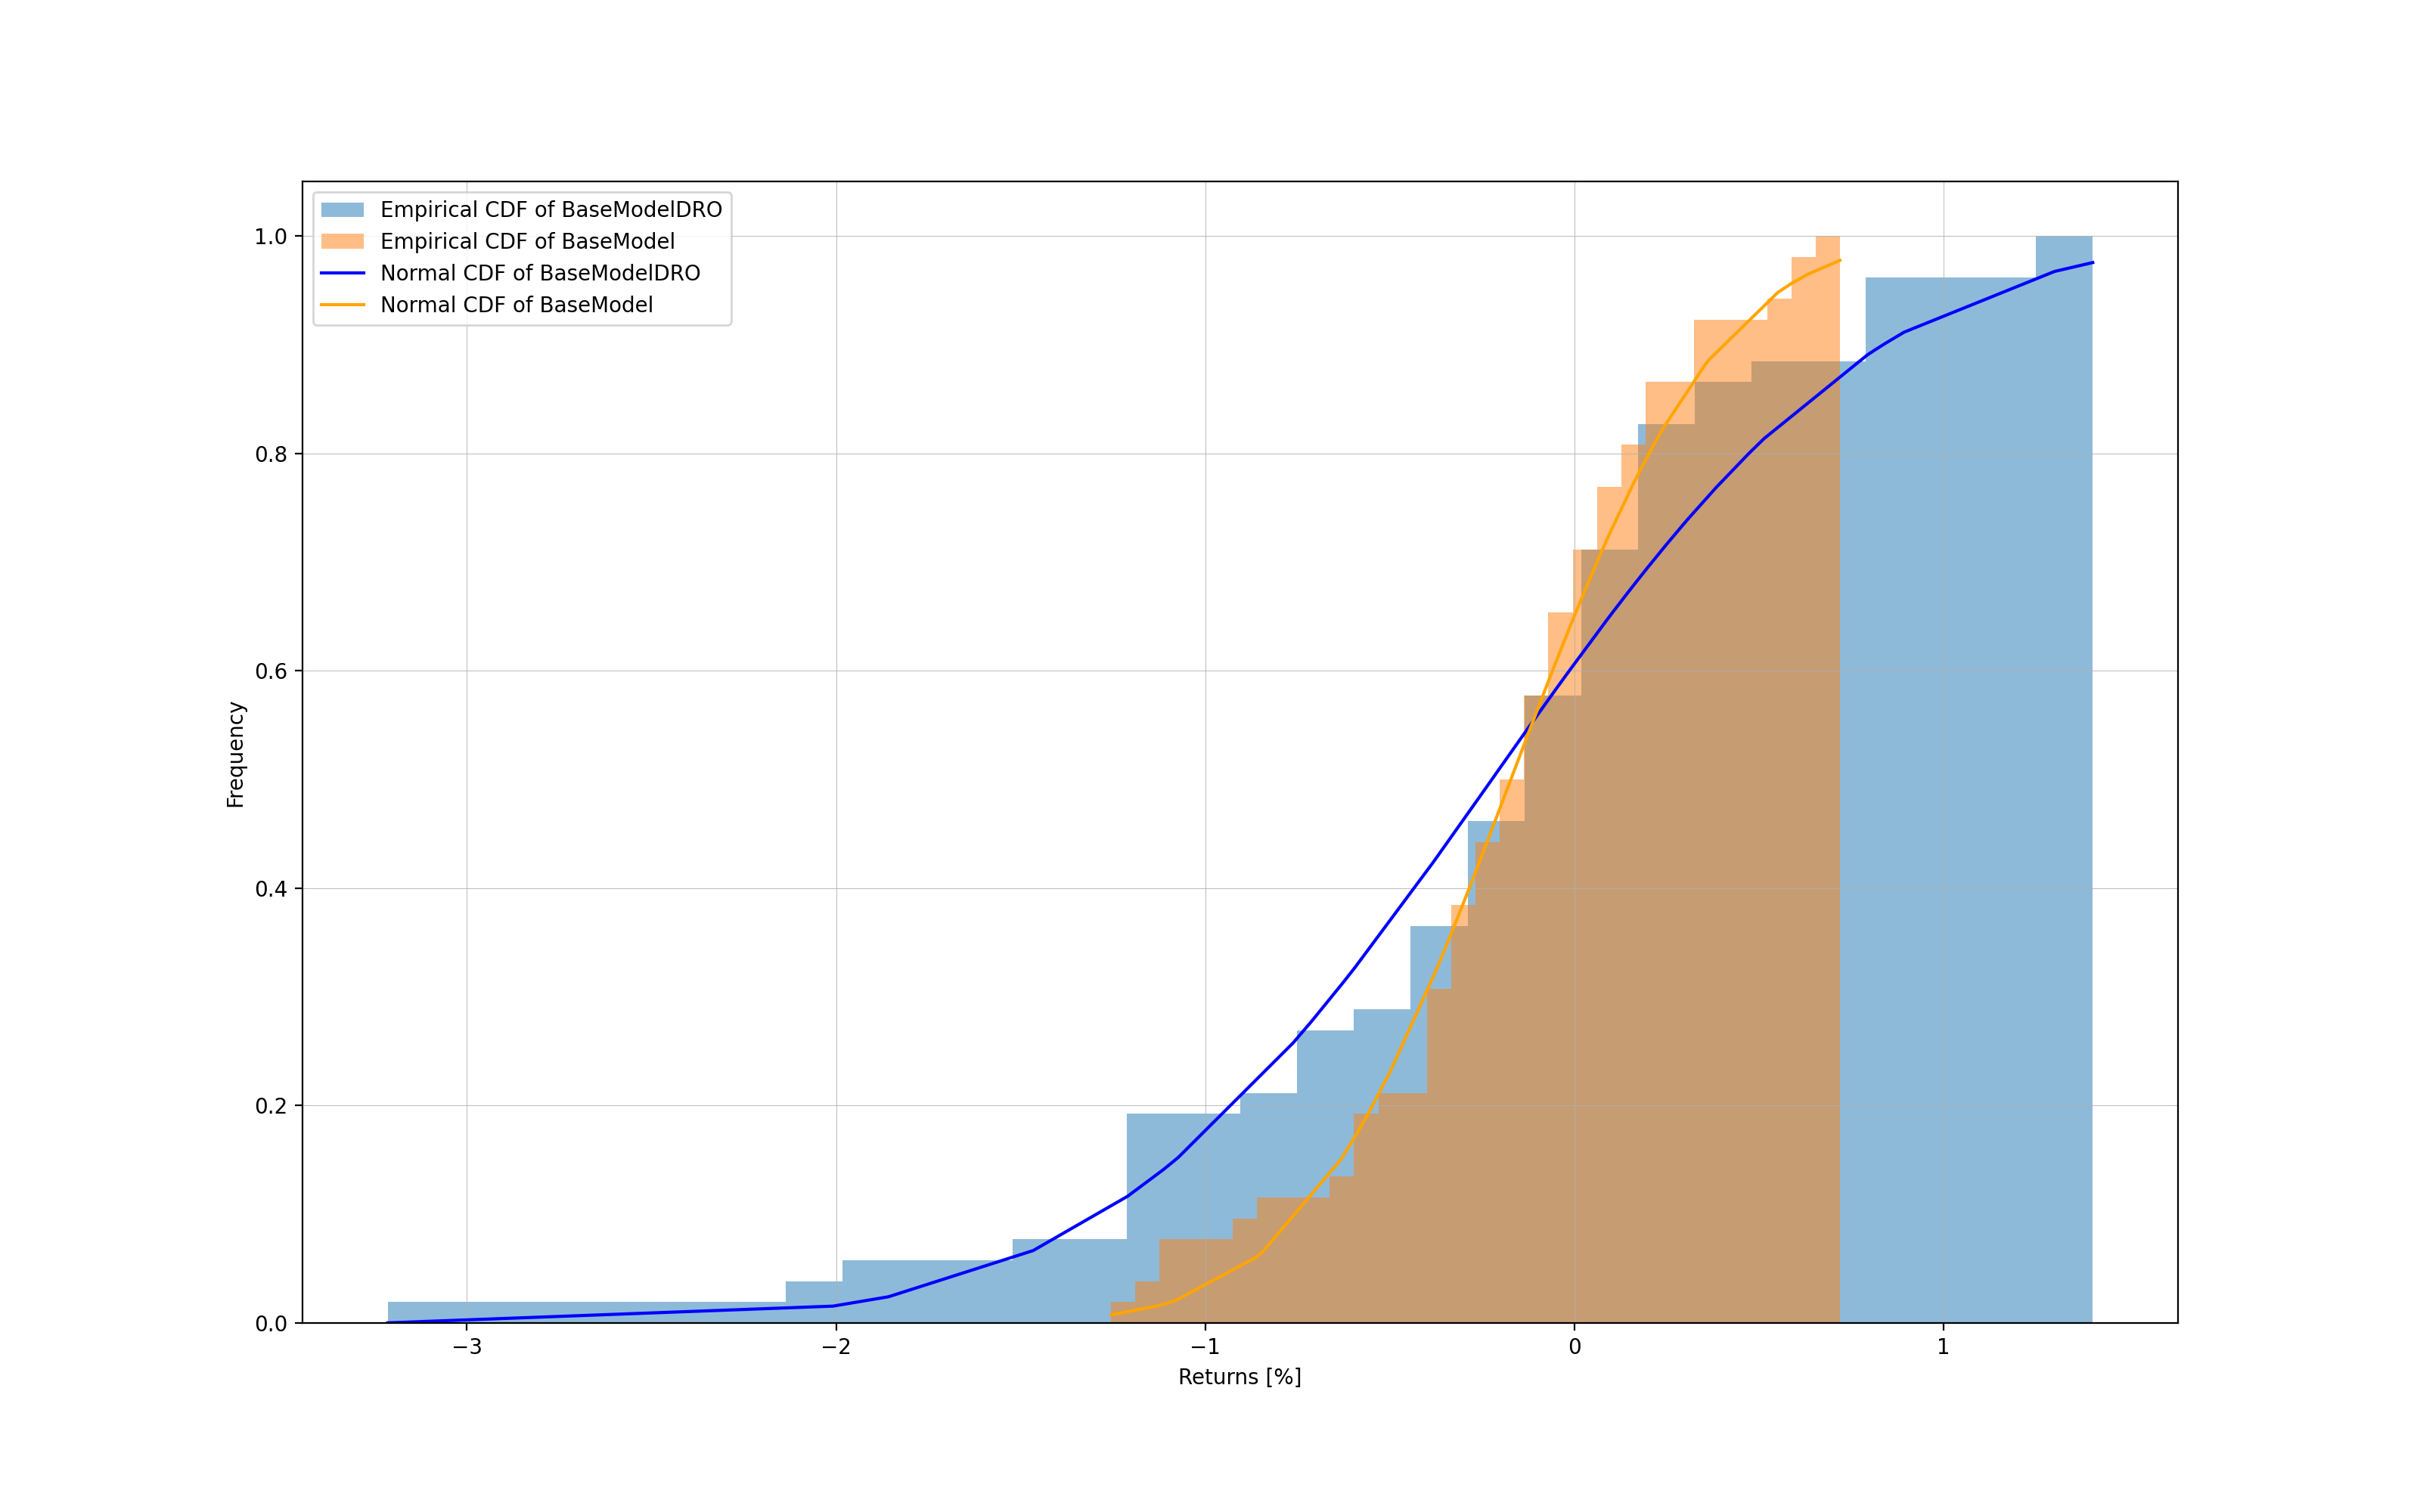 Empirical CDF of BaseModelDRO
Empirical CDF of BaseModel
Normal CDF of BaseModelDRO
Normal CDF of BaseModel
1.0
0.8
0.6
0.4
0.2
0.0
Frequency
−3 −2 −1 0 1
Returns [%]